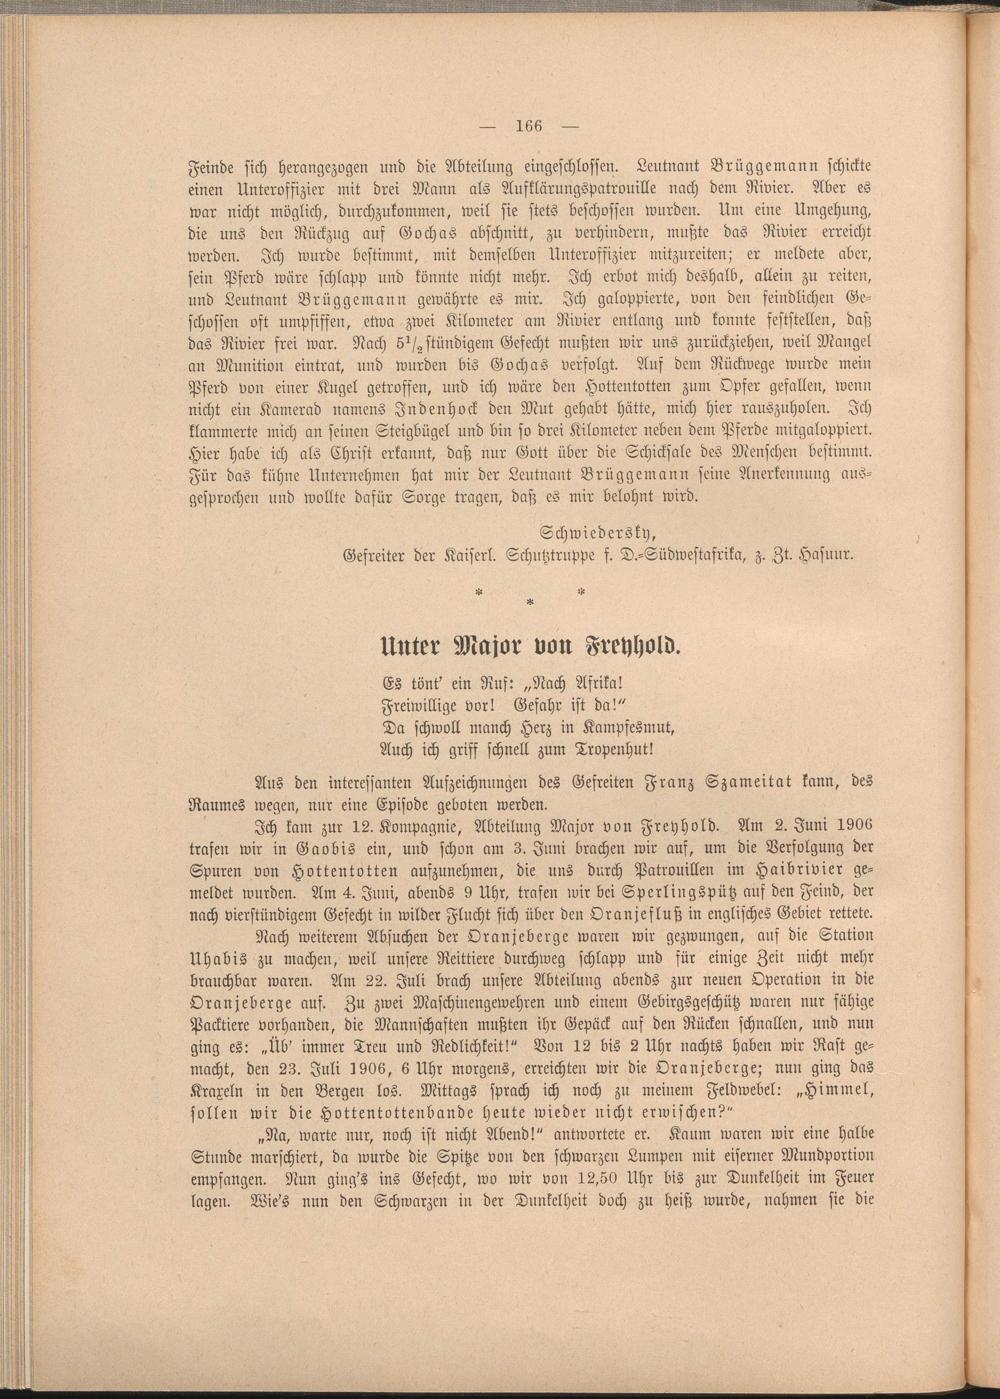 — 166 —
Feinde sich herangezogen und die Abteilung eingeschlossen. Leutnant Brüggemann schickte
einen Unteroffizier mit drei Mann als Aufklärungspatrouille nach dem Rivier. Aber es
war nicht möglich, durchzukommen, weil sie stets beschossen wurden. Um eine Umgehung,
die uns den Rückzug auf Gochas abschnitt, zu verhindern, mußte das Rivier erreicht
werden. Ich wurde bestimmt, mit demselben Unteroffizier mitzureiten; er meldete aber,
sein Pferd wäre schlapp und könnte nicht mehr. Ich erbot mich deshalb, allein zu reiten,
und Leutnant Brüggemann gewährte es mir. Ich galoppierte, von den feindlichen Ge-
schossen oft umpfiffen, etwa zwei Kilometer am Rivier entlang und konnte feststellen, daß
das Rivier frei war. Nach 5½stündigem Gefecht mußten wir uns zurückziehen, weil Mangel
an Munition eintrat, und wurden bis Gochas verfolgt. Auf dem Rückwege wurde mein
Pferd von einer Kugel getroffen, und ich wäre den Hottentotten zum Opfer gefallen, wenn
nicht ein Kamerad namens Indenhock den Mut gehabt hätte, mich hier rauszuholen. Ich
klammerte mich an seinen Steigbügel und bin so drei Kilometer neben dem Pferde mitgaloppiert.
Hier habe ich als Christ erkannt, daß nur Gott über die Schicksale des Menschen bestimmt.
Für das kühne Unternehmen hat mir der Leutnant Brüggemann seine Anerkennung aus-
gesprochen und wollte dafür Sorge tragen, daß es mir belohnt wird.
Schwiedersky,
Gefreiter der Kaiserl. Schutztruppe f. D.-Südwestafrika, z. Zt. Hasuur.
* * *
Unter Major von Freyhold.
Es tönt' ein Ruf: „Nach Afrika!
Freiwillige vor! Gefahr ist da!“
Da schwoll manch Herz in Kampfesmut,
Auch ich griff schnell zum Tropenhut!
Aus den interessanten Aufzeichnungen des Gefreiten Franz Szameitat kann, des
Raumes wegen, nur eine Episode geboten werden.
Ich kam zur 12. Kompagnie, Abteilung Major von Freyhold. Am 2. Juni 1906
trafen wir in Gaobis ein, und schon am 3. Juni brachen wir auf, um die Verfolgung der
Spuren von Hottentotten aufzunehmen, die uns durch Patrouillen im Haibrivier ge-
meldet wurden. Am 4. Juni, abends 9 Uhr, trafen wir bei Sperlingspütz auf den Feind, der
nach vierstündigem Gefecht in wilder Flucht sich über den Oranjefluß in englisches Gebiet rettete.
Nach weiterem Absuchen der Oranjeberge waren wir gezwungen, auf die Station
Uhabis zu machen, weil unsere Reittiere durchweg schlapp und für einige Zeit nicht mehr
brauchbar waren. Am 22. Juli brach unsere Abteilung abends zur neuen Operation in die
Oranjeberge auf. Zu zwei Maschinengewehren und einem Gebirgsgeschütz waren nur fähige
Packtiere vorhanden, die Mannschaften mußten ihr Gepäck auf den Rücken schnallen, und nun
ging es: „Üb' immer Treu und Redlichkeit!“ Von 12 bis 2 Uhr nachts haben wir Rast ge-
macht, den 23. Juli 1906, 6 Uhr morgens, erreichten wir die Oranjeberge; nun ging das
Kraxeln in den Bergen los. Mittags sprach ich noch zu meinem Feldwebel: „Himmel,
sollen wir die Hottentottenbande heute wieder nicht erwischen?“
„Na, warte nur, noch ist nicht Abend!“ antwortete er. Kaum waren wir eine halbe
Stunde marschiert, da wurde die Spitze von den schwarzen Lumpen mit eiserner Mundportion
empfangen. Nun ging's ins Gefecht, wo wir von 12,50 Uhr bis zur Dunkelheit im Feuer
lagen. Wie's nun den Schwarzen in der Dunkelheit doch zu heiß wurde, nahmen sie die